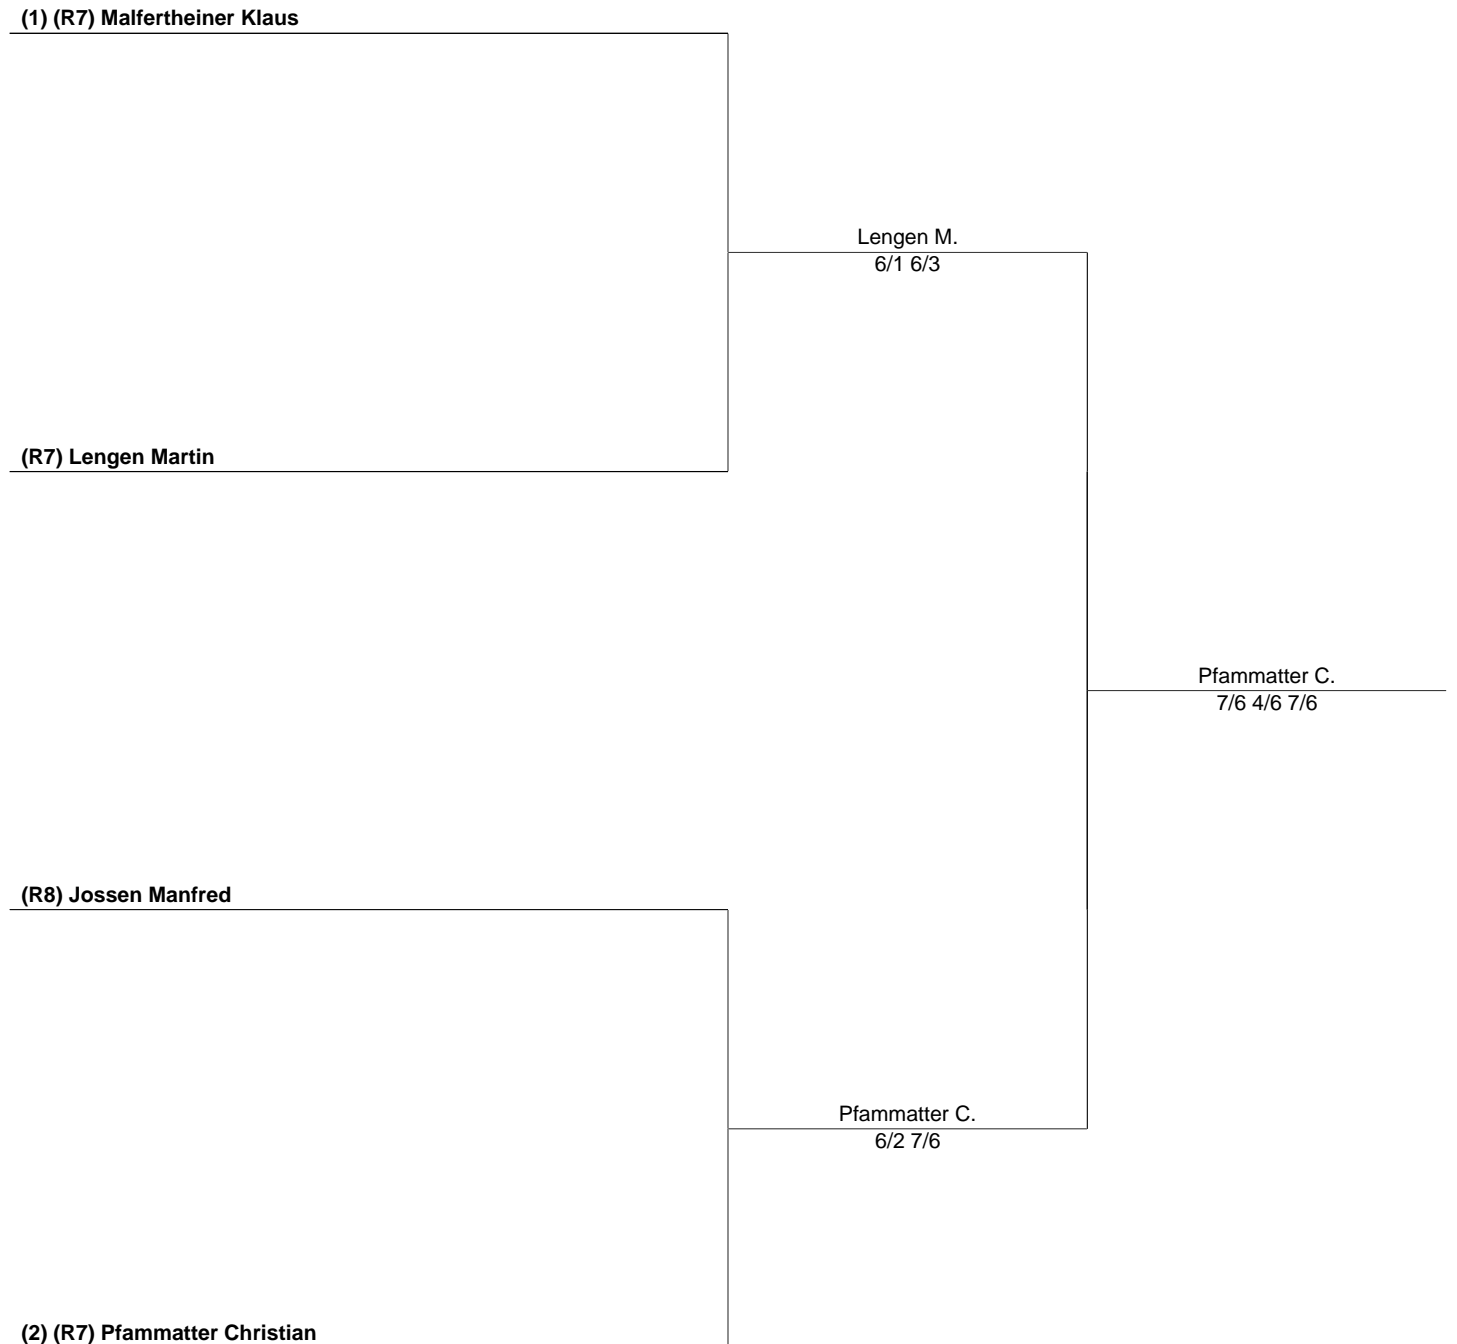 (1) (R7) Malfertheiner Klaus
Lengen M.
6/1 6/3
(R7) Lengen Martin
Pfammatter C.
7/6 4/6 7/6
(R8) Jossen Manfred
Pfammatter C.
6/2 7/6
(2) (R7) Pfammatter Christian